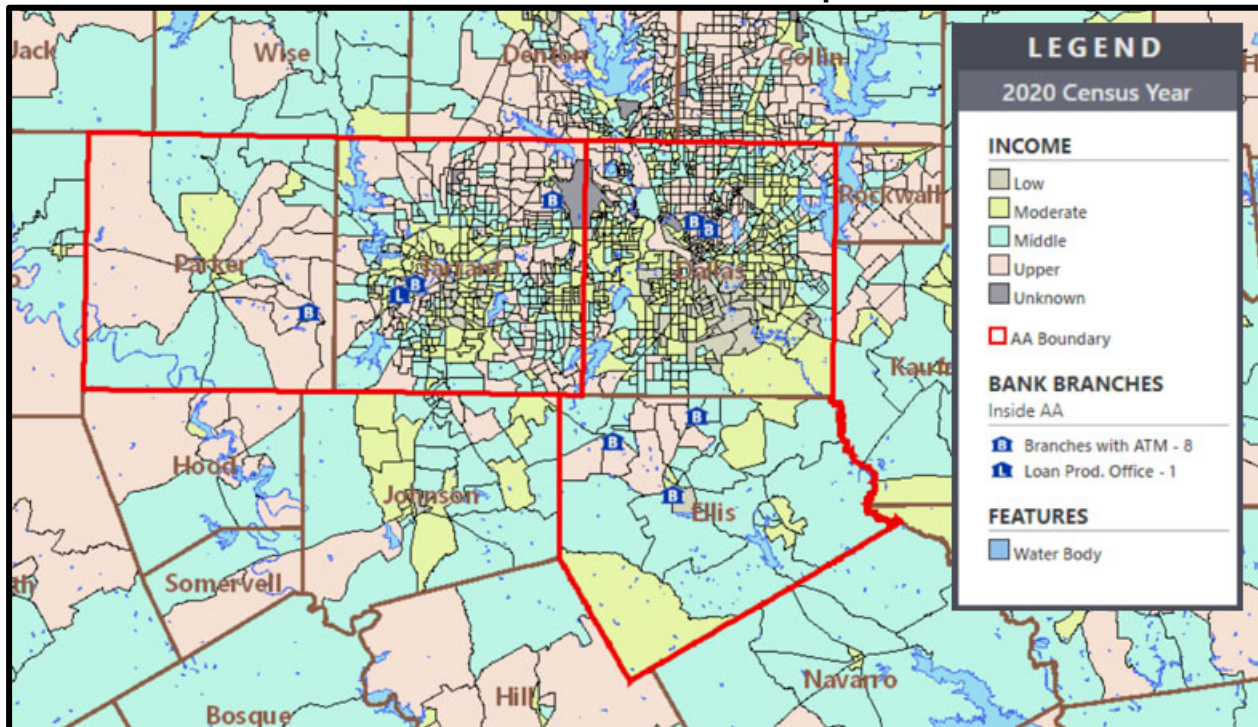 Jack
Wise
Denton
Collin
Rockwall
Parker
Tarrant
Dallas
Hood
Johnson
Ellis
Somervell
Navarro
Hill
Bosque
B
B
B
B
L
B
B
B
B
LEGEND
2020 Census Year
INCOME
Low
Moderate
Middle
Upper
Unknown
AA Boundary
BANK BRANCHES
Inside AA
B Branches with ATM - 8
L Loan Prod. Office - 1
FEATURES
Water Body